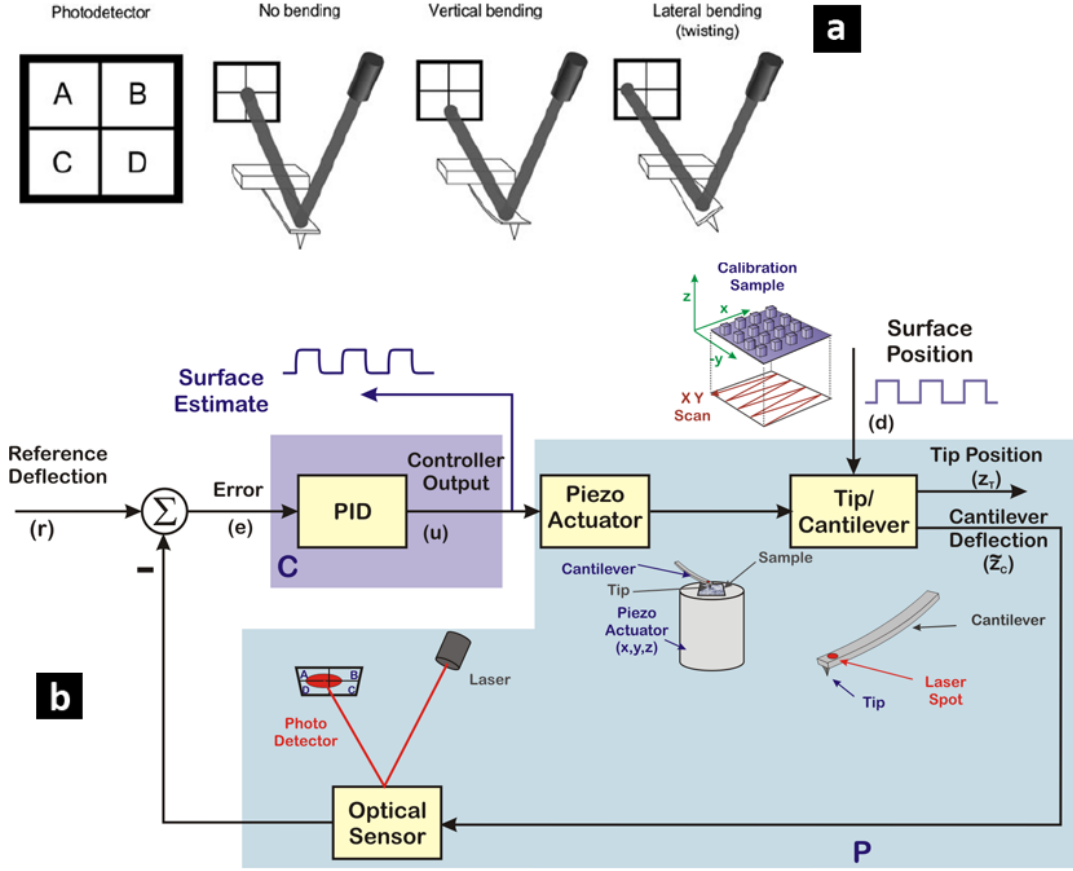 Photodetector
No bending
Vertical bending
Lateral bending
(twisting)
a
A
B
C
D
Calibration
Sample
z
x
-y
X Y
Scan
Surface
Position
(d)
Surface
Estimate
Reference
Deflection
(r)
Σ
Error
(e)
PID
C
Controller
Output
(u)
Piezo
Actuator
Tip/
Cantilever
Tip Position
(z_T)
Cantilever
Deflection
(z̃_C)
Cantilever
Tip
Sample
Piezo
Actuator
(x,y,z)
Cantilever
Laser
Spot
Tip
b
A
B
D
C
Laser
Photo
Detector
Optical
Sensor
P